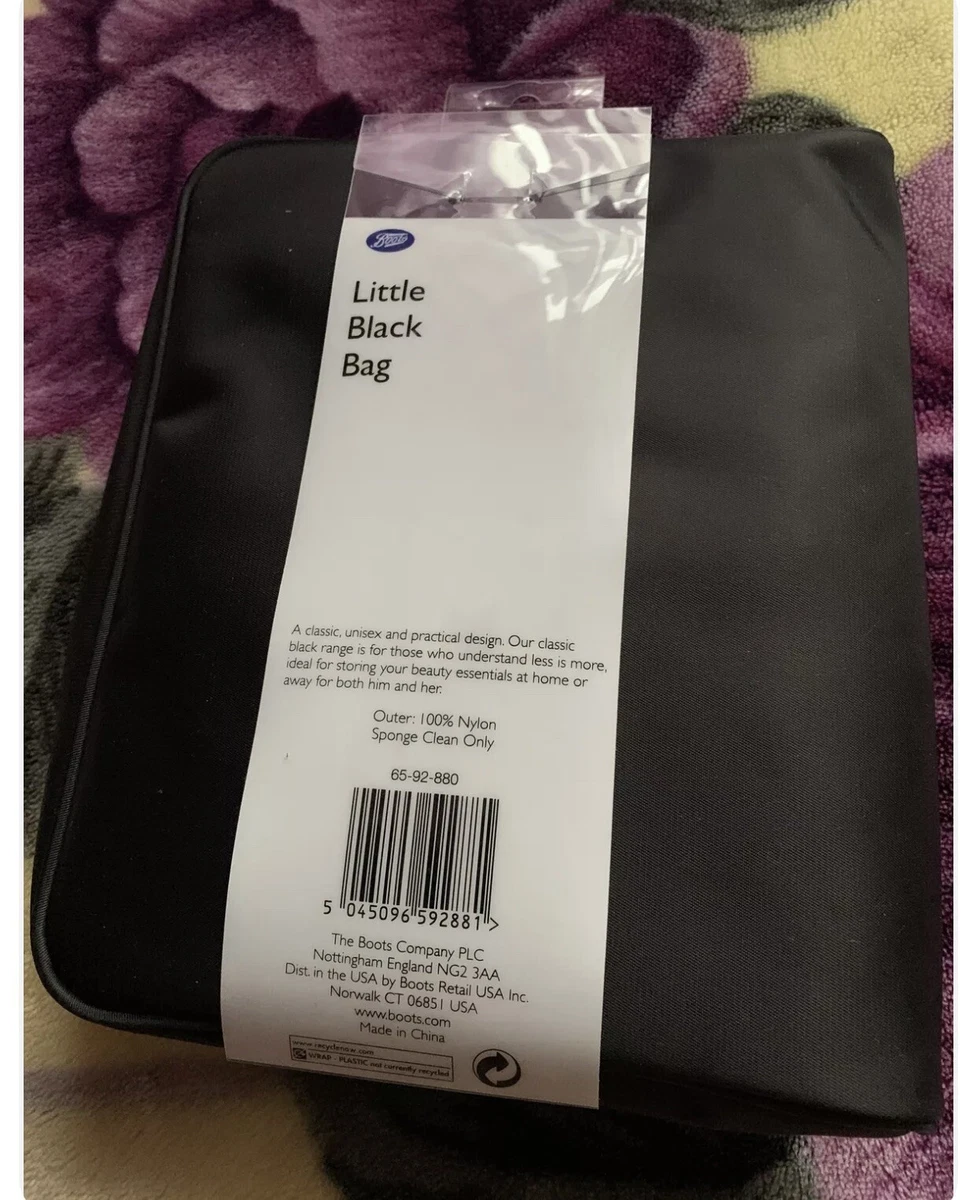 Boots
Little
Black
Bag
A classic, unisex and practical design. Our classic
black range is for those who understand less is more,
ideal for storing your beauty essentials at home or
away for both him and her.
Outer: 100% Nylon
Sponge Clean Only
65-92-880
5 045096 592881 >
The Boots Company PLC
Nottingham England NG2 3AA
Dist. in the USA by Boots Retail USA Inc.
Norwalk CT 06851 USA
www.boots.com
Made in China
www.recyclenow.com
WRAP - PLASTIC not currently recycled